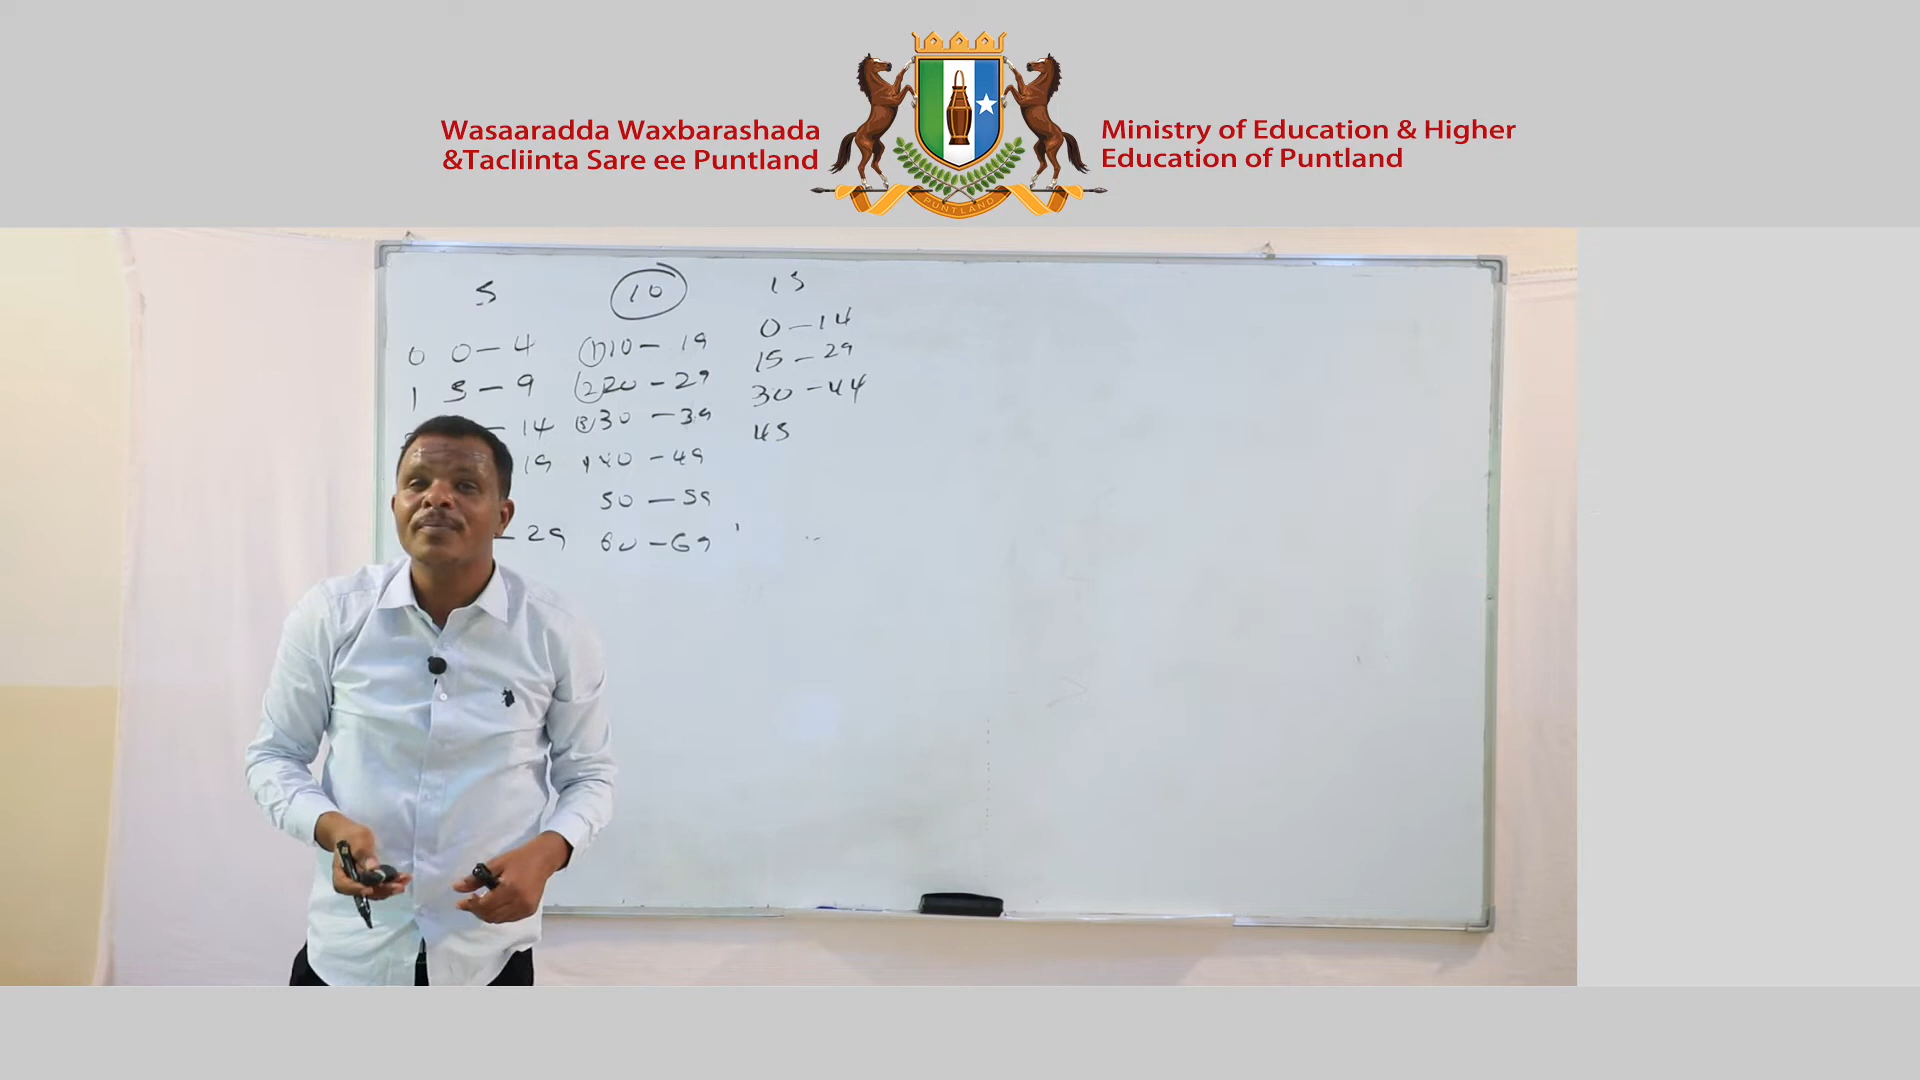 Wasaaradda Waxbarashada
&Tacliinta Sare ee Puntland
PUNTLAND
Ministry of Education & Higher
Education of Puntland
5 10 15
0 0 – 4 (1) 10 – 19 0 – 14
1 5 – 9 (2) 20 – 29 15 – 29
– 14 (3) 30 – 39 30 – 44
19 40 – 49 45
50 – 59
– 29 60 – 69